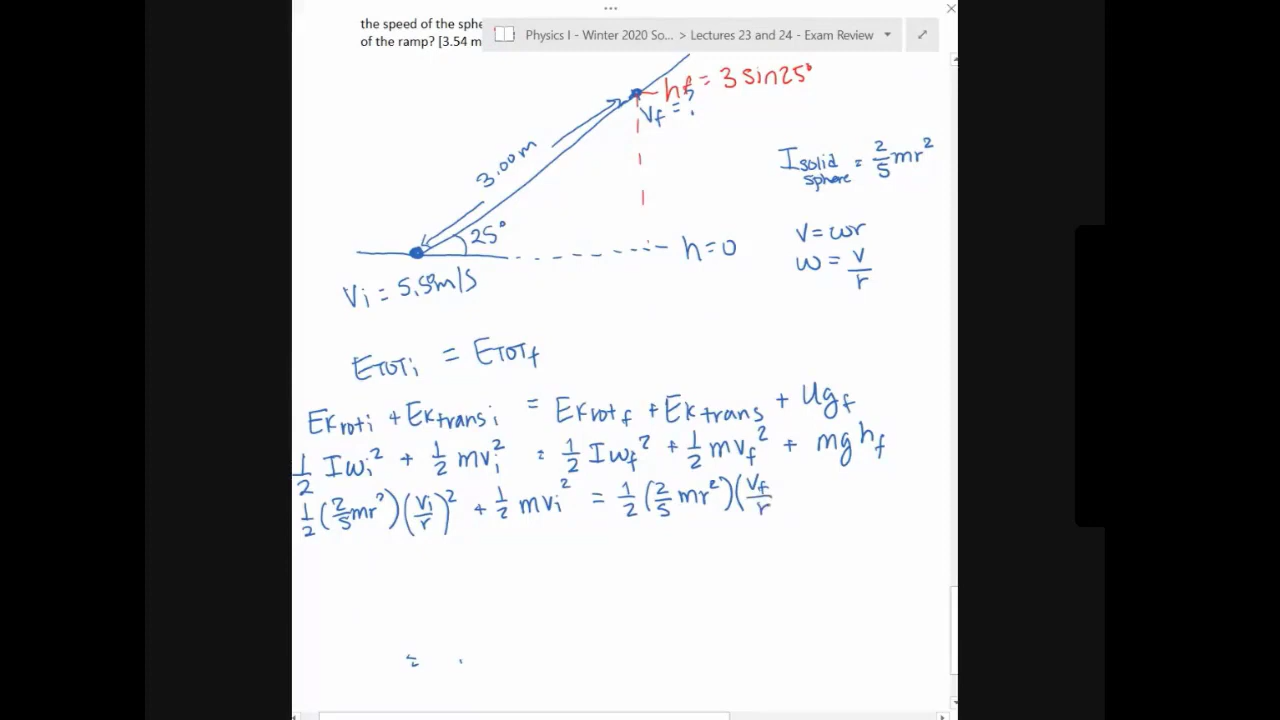 the speed of the sphe
of the ramp? [3.54 m
Physics I - Winter 2020 So... > Lectures 23 and 24 - Exam Review
hf = 3 sin25°
Vf = ?
3.00m
I solid sphere = 2/5 mr²
25°
h=0
V = ωr
ω = V/r
Vi = 5.50m/s
ETOTi = ETOTf
EKroti + EKtransi = EKrotf + EKtrans + Ugf
1/2 Iωi² + 1/2 mvi² = 1/2 Iωf² + 1/2 mvf² + mghf
1/2 (2/5 mr²)(Vi/r)² + 1/2 mvi² = 1/2 (2/5 mr²)(Vf/r
=